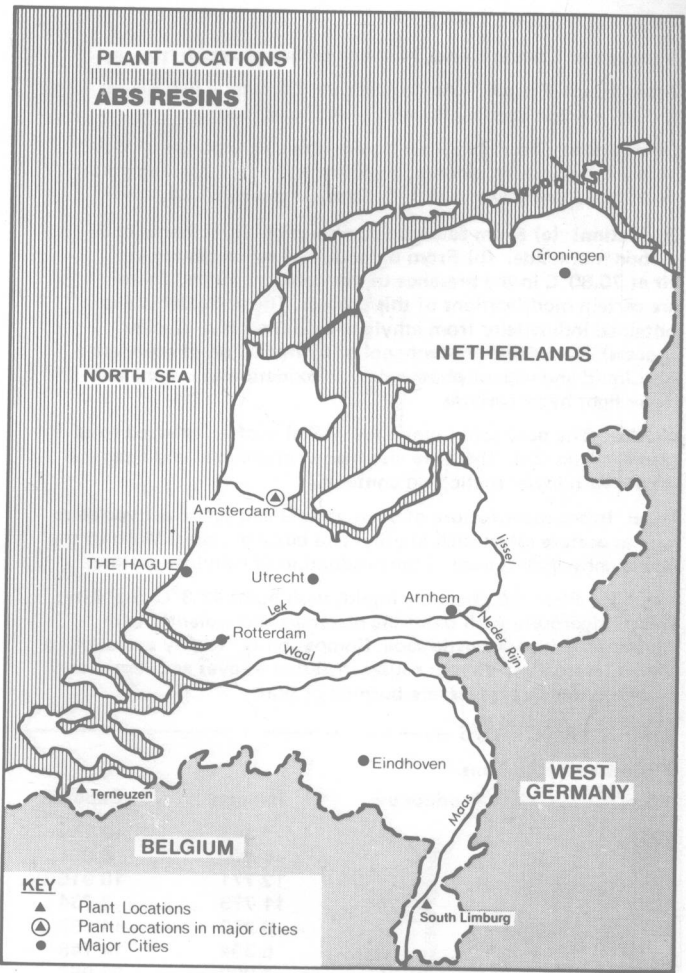 PLANT LOCATIONS
ABS RESINS
Groningen
NETHERLANDS
NORTH SEA
Amsterdam
Ijssel
THE HAGUE
Utrecht
Arnhem
Lek
Neder Rijn
Rotterdam
Waal
Eindhoven
WEST
GERMANY
Terneuzen
Maas
BELGIUM
KEY
Plant Locations
Plant Locations in major cities
Major Cities
South Limburg